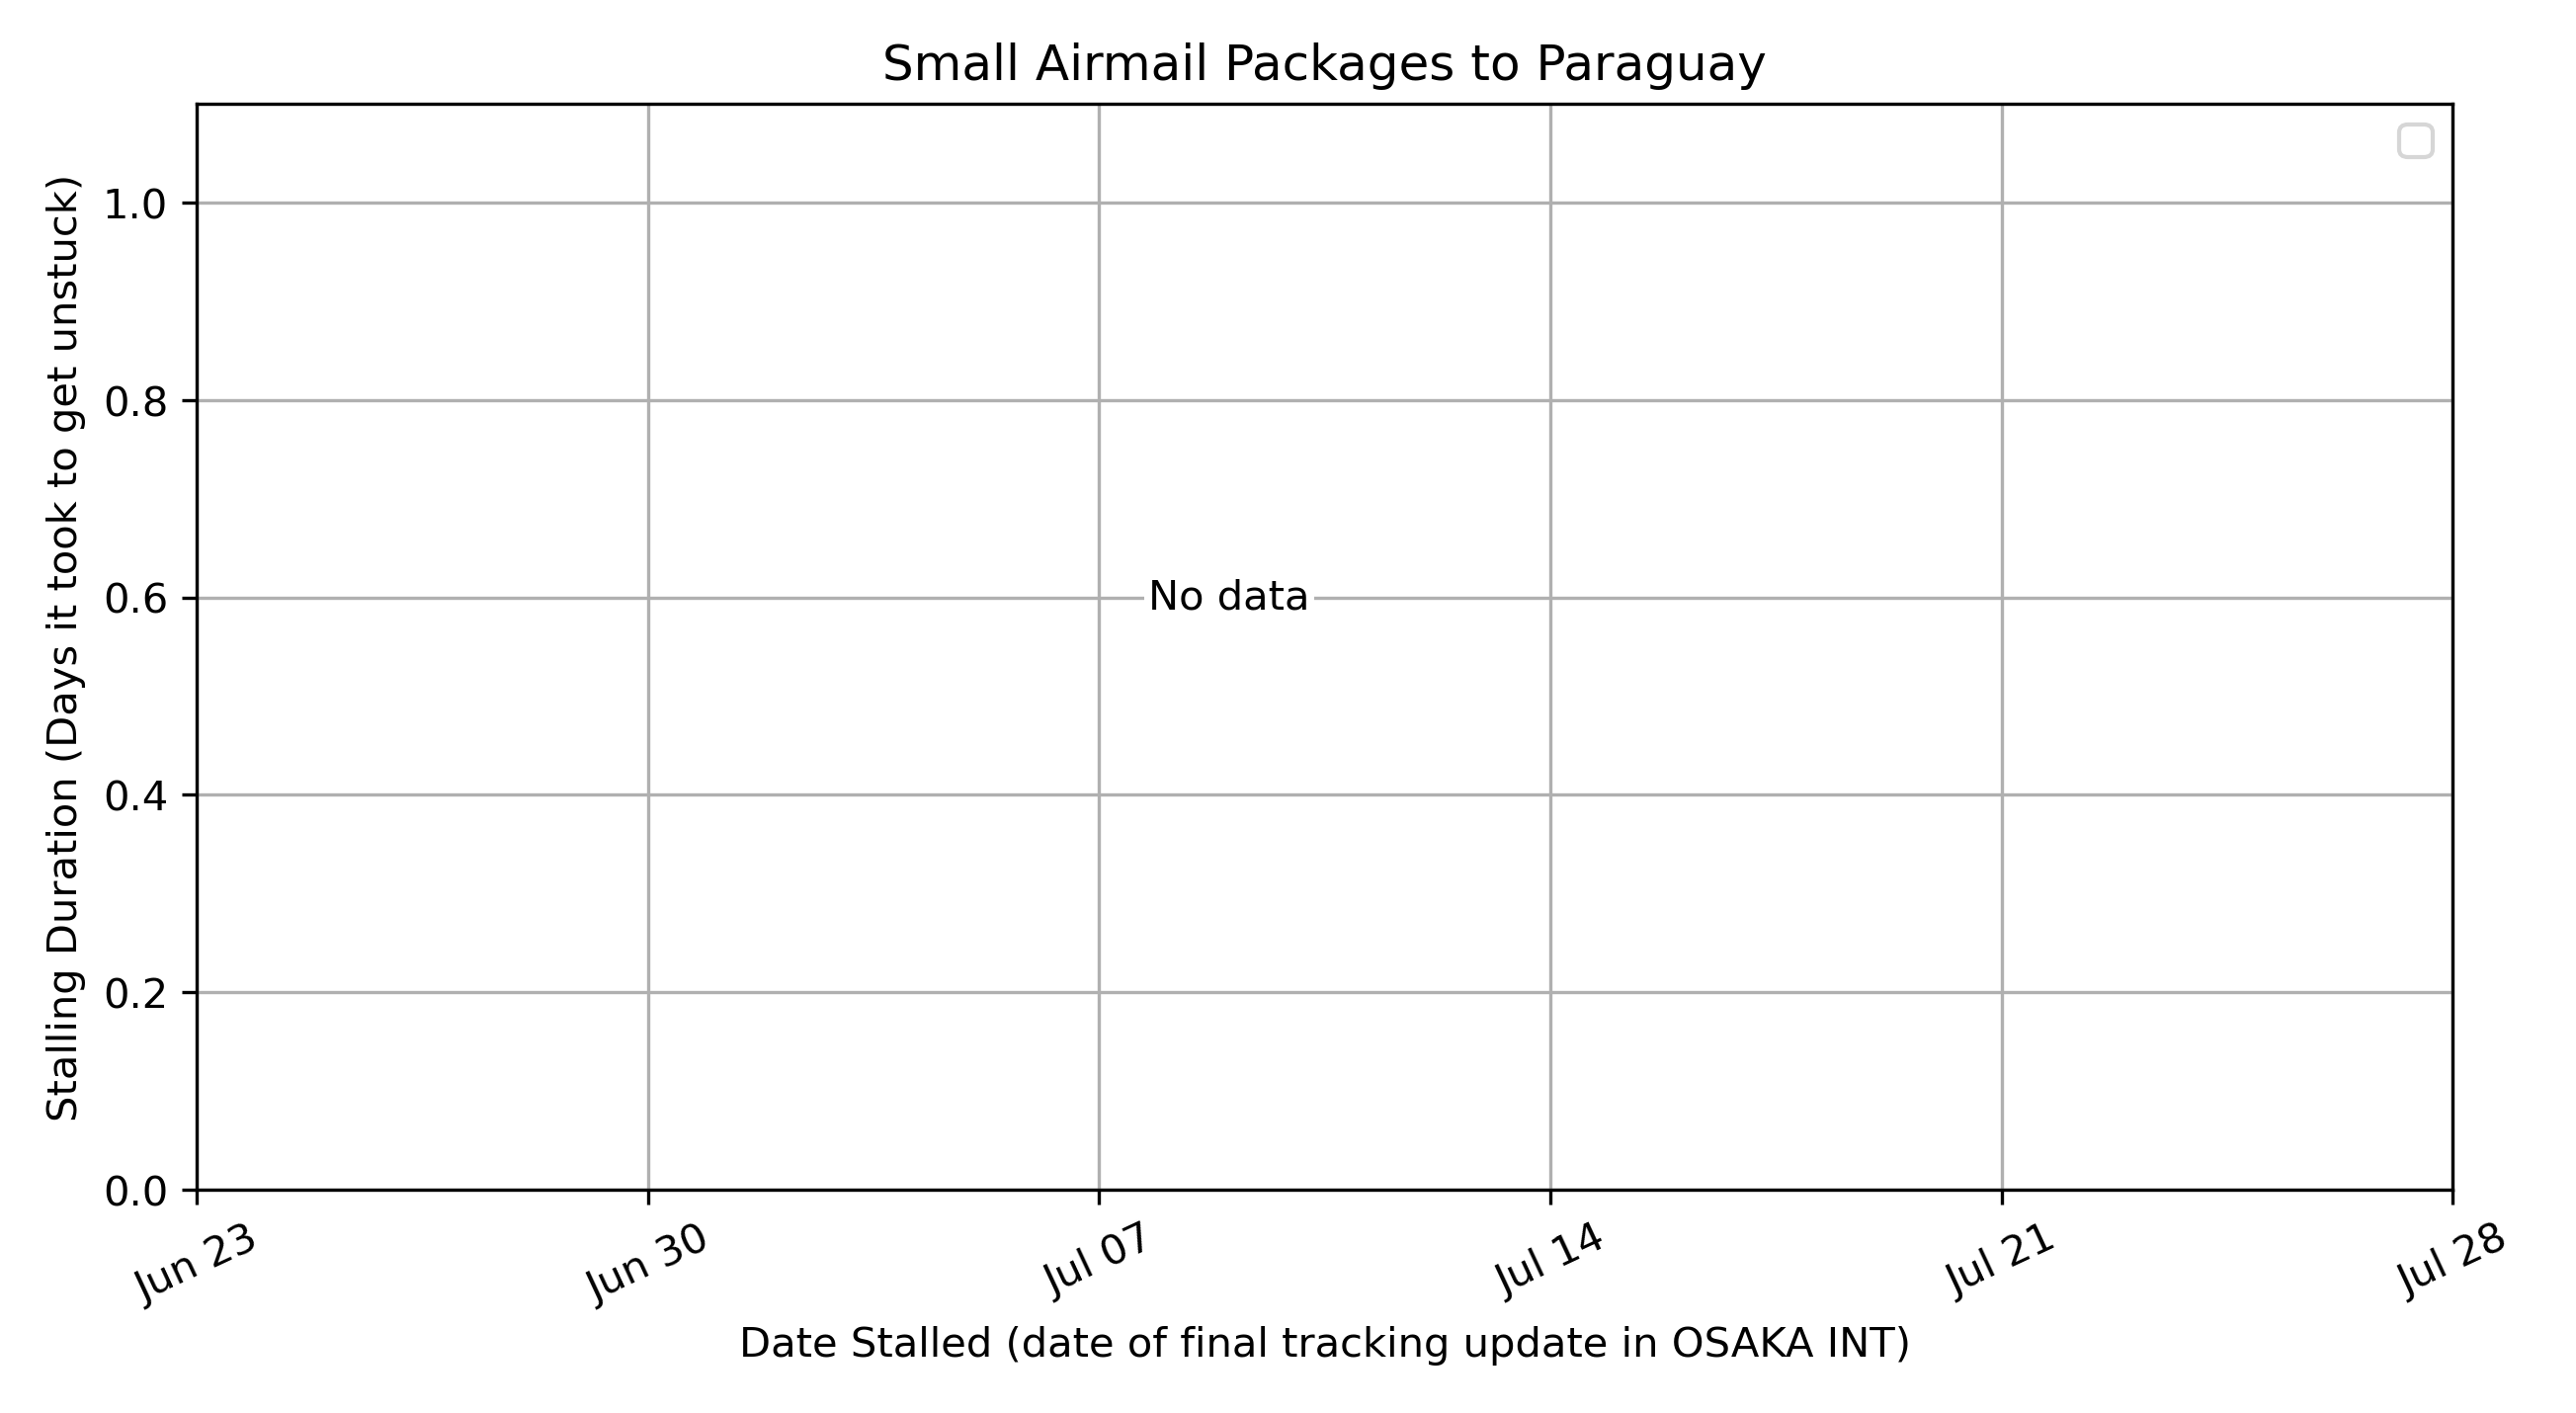 Small Airmail Packages to Paraguay
Stalling Duration (Days it took to get unstuck)
1.0
0.8
0.6
0.4
0.2
0.0
No data
Jun 23
Jun 30
Jul 07
Jul 14
Jul 21
Jul 28
Date Stalled (date of final tracking update in OSAKA INT)